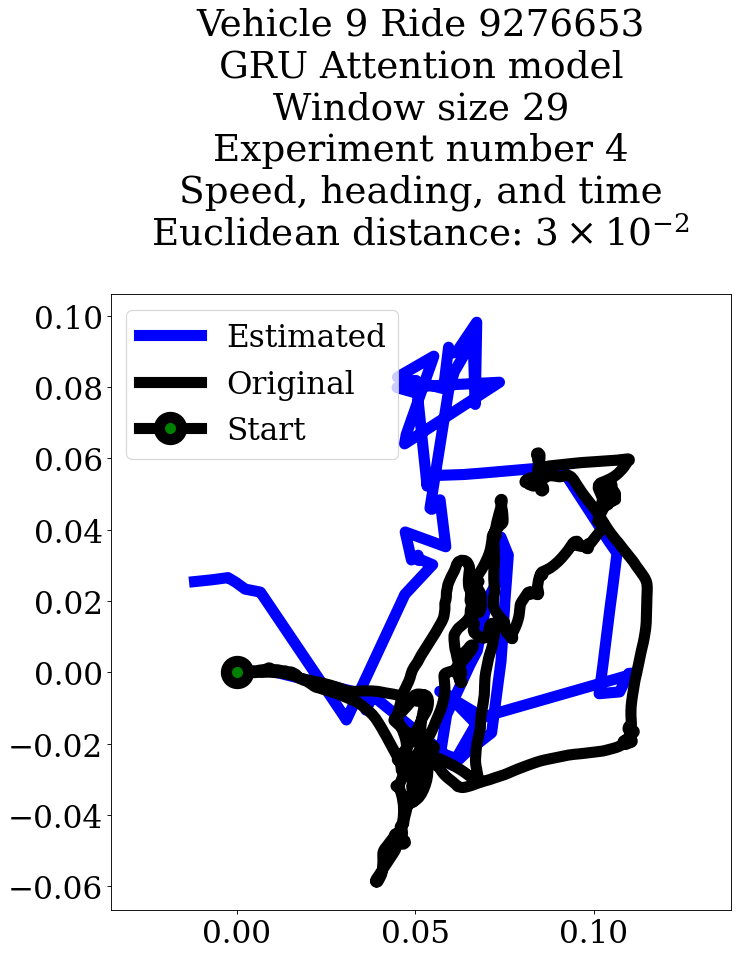 Vehicle 9 Ride 9276653
GRU Attention model
Window size 29
Experiment number 4
Speed, heading, and time
Euclidean distance: 3 × 10⁻²
Estimated
Original
Start
0.10
0.08
0.06
0.04
0.02
0.00
−0.02
−0.04
−0.06
0.00 0.05 0.10